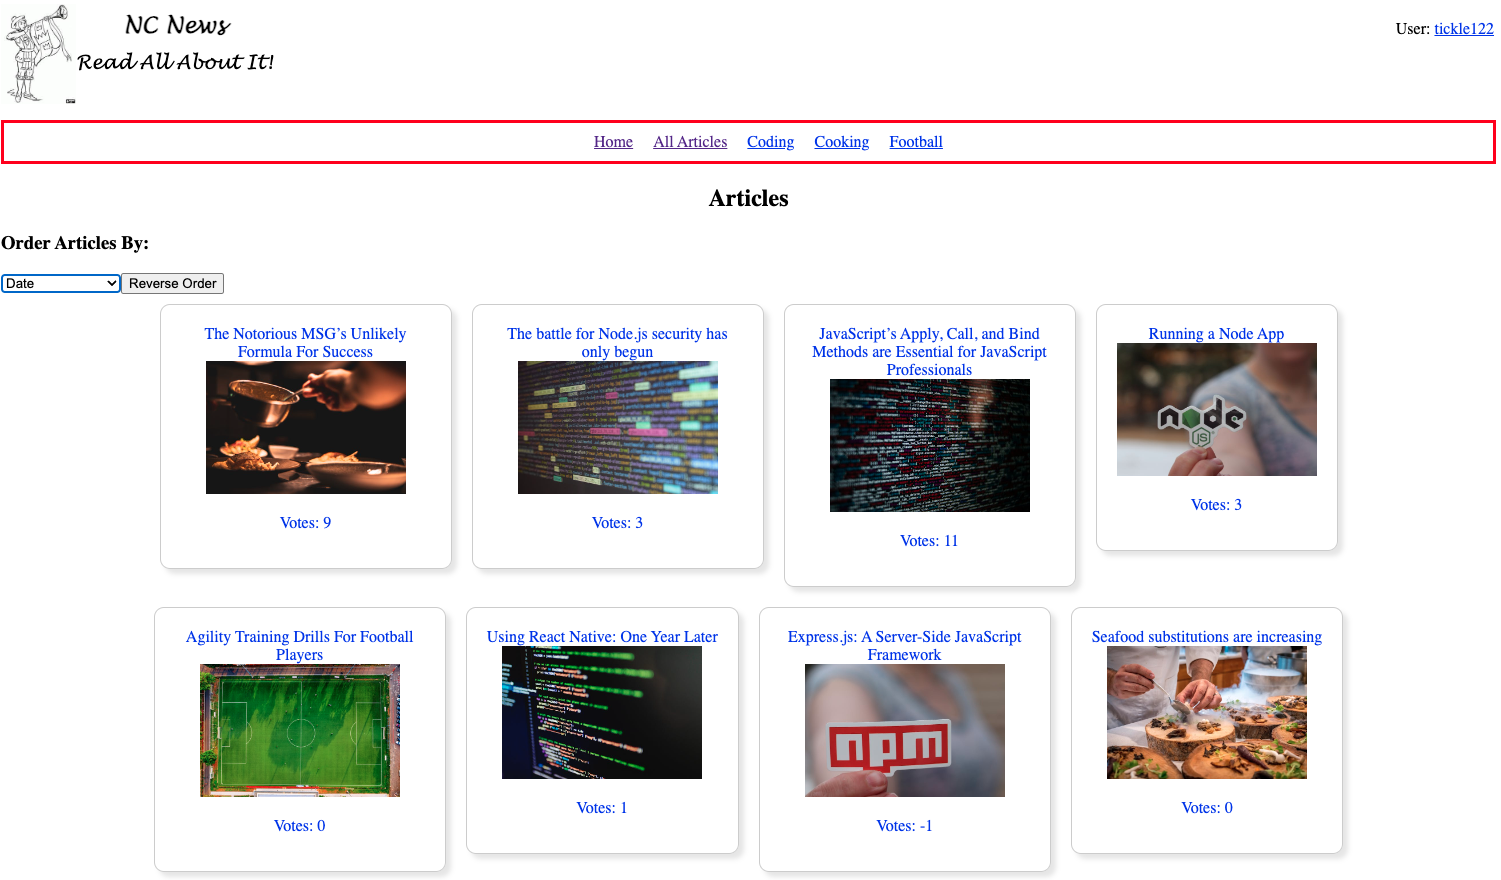 NC News
Read All About It!
User: tickle122
Home All Articles Coding Cooking Football
Articles
Order Articles By:
Date Reverse Order
The Notorious MSG’s Unlikely
Formula For Success
Votes: 9
The battle for Node.js security has
only begun
Votes: 3
JavaScript’s Apply, Call, and Bind
Methods are Essential for JavaScript
Professionals
Votes: 11
Running a Node App
node
JS
Votes: 3
Agility Training Drills For Football
Players
Votes: 0
Using React Native: One Year Later
Votes: 1
Express.js: A Server-Side JavaScript
Framework
npm
Votes: -1
Seafood substitutions are increasing
Votes: 0